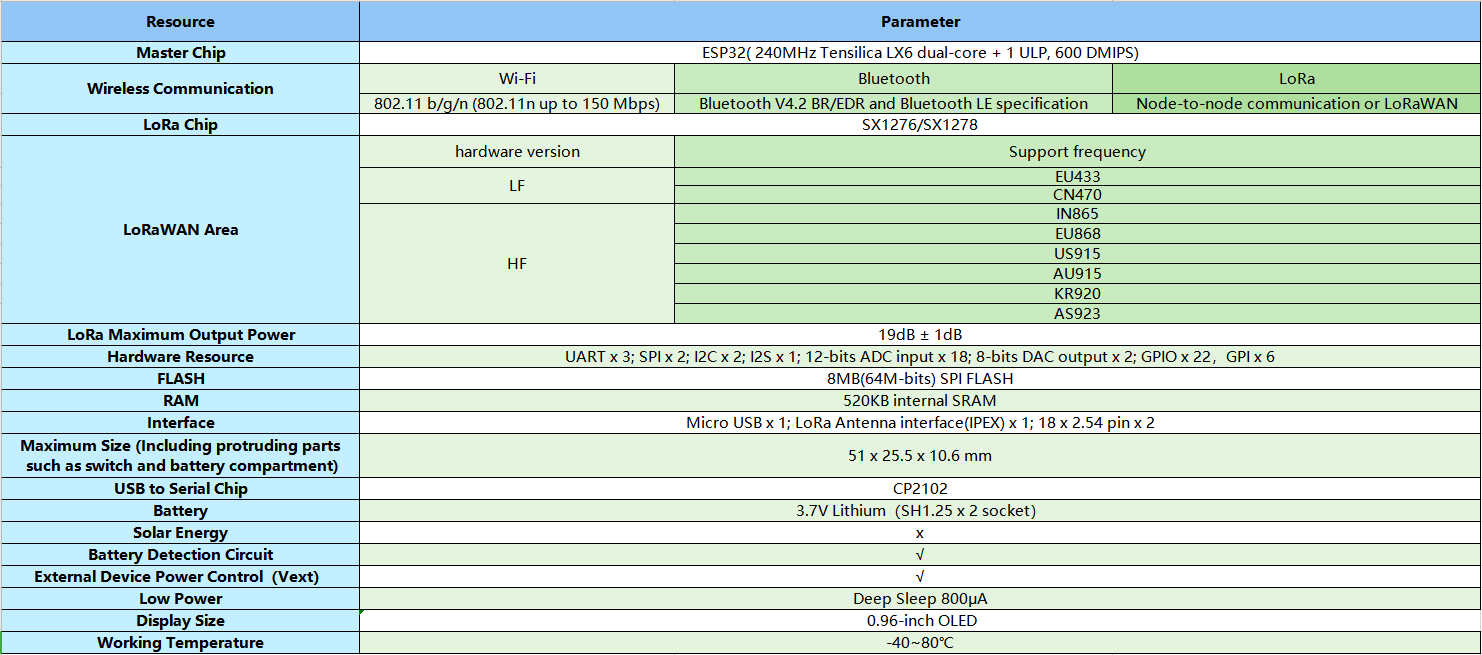 Resource Parameter
Master Chip ESP32( 240MHz Tensilica LX6 dual-core + 1 ULP, 600 DMIPS)
Wireless Communication Wi-Fi Bluetooth LoRa
802.11 b/g/n (802.11n up to 150 Mbps) Bluetooth V4.2 BR/EDR and Bluetooth LE specification Node-to-node communication or LoRaWAN
LoRa Chip SX1276/SX1278
LoRaWAN Area hardware version Support frequency
LF EU433
CN470
HF IN865
EU868
US915
AU915
KR920
AS923
LoRa Maximum Output Power 19dB ± 1dB
Hardware Resource UART x 3; SPI x 2; I2C x 2; I2S x 1; 12-bits ADC input x 18; 8-bits DAC output x 2; GPIO x 22，GPI x 6
FLASH 8MB(64M-bits) SPI FLASH
RAM 520KB internal SRAM
Interface Micro USB x 1; LoRa Antenna interface(IPEX) x 1; 18 x 2.54 pin x 2
Maximum Size (Including protruding parts
such as switch and battery compartment) 51 x 25.5 x 10.6 mm
USB to Serial Chip CP2102
Battery 3.7V Lithium（SH1.25 x 2 socket）
Solar Energy x
Battery Detection Circuit √
External Device Power Control（Vext) √
Low Power Deep Sleep 800μA
Display Size 0.96-inch OLED
Working Temperature -40~80℃